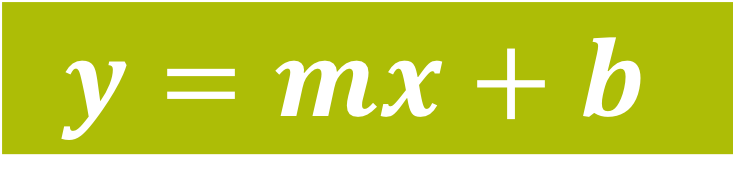 y = mx + b